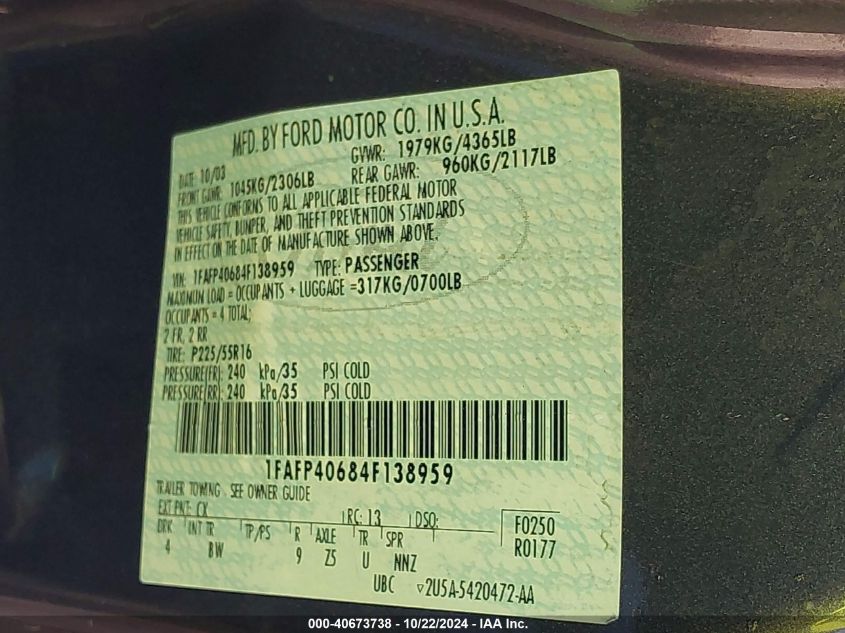 MFD. BY FORD MOTOR CO. IN U.S.A.
DATE: 10/03 GVWR: 1979KG/4365LB
FRONT GAWR: 1045KG/2306LB REAR GAWR: 960KG/2117LB
THIS VEHICLE CONFORMS TO ALL APPLICABLE FEDERAL MOTOR
VEHICLE SAFETY, BUMPER, AND THEFT PREVENTION STANDARDS
IN EFFECT ON THE DATE OF MANUFACTURE SHOWN ABOVE.
VIN: 1FAFP40684F138959 TYPE: PASSENGER
MAXIMUM LOAD = OCCUPANTS + LUGGAGE =317KG/0700LB
OCCUPANTS = 4 TOTAL;
2 FR, 2 RR
TIRE: P225/55R16
PRESSURE(FR): 240 kPa/35 PSI COLD
PRESSURE(RR): 240 kPa/35 PSI COLD
1FAFP40684F138959
TRAILER TOWING - SEE OWNER GUIDE
EXT PNT: CX RC: 13 DSO: F0250
BRK INT TR TP/PS R AXLE TR SPR R0177
4 BW 9 Z5 U NNZ
UBC ▽2U5A-5420472-AA
000-40673738 - 10/22/2024 - IAA Inc.